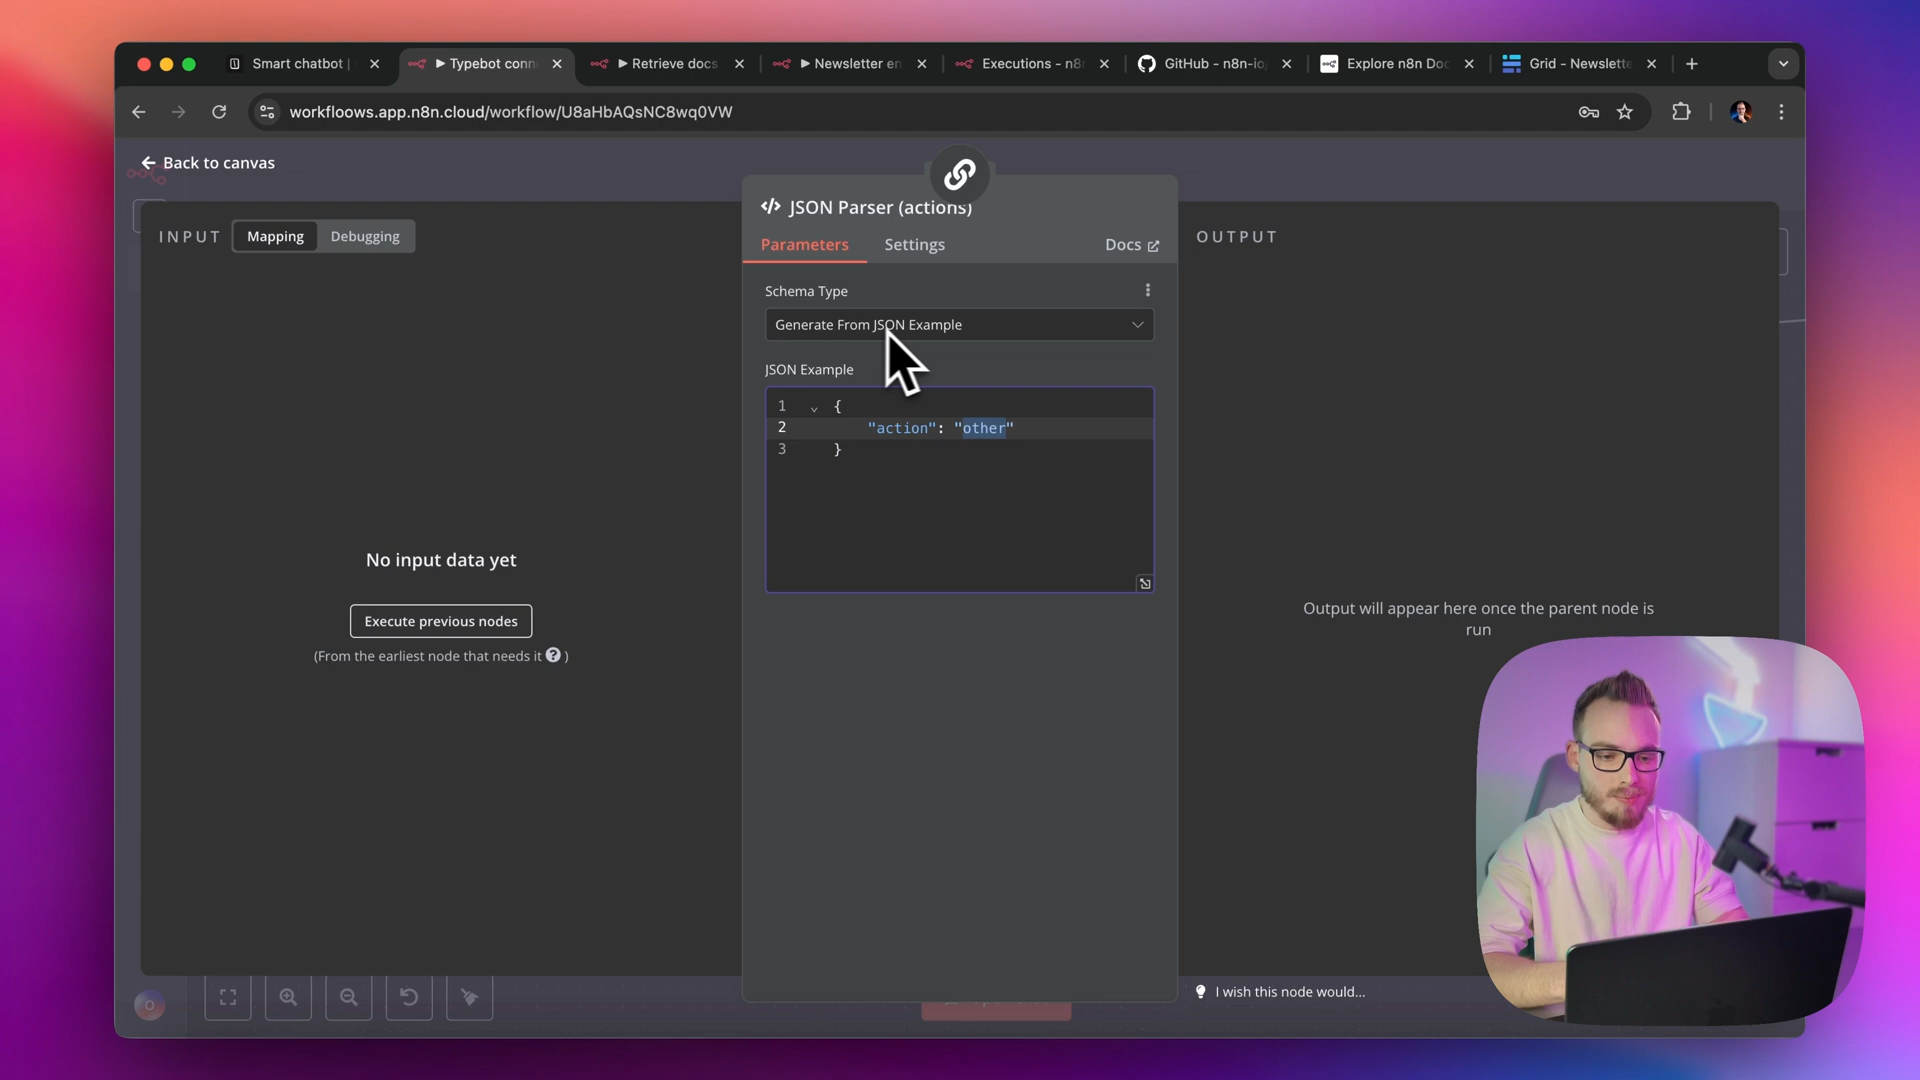 Smart chatbot |
Typebot conn
Retrieve docs
Newsletter en
Executions - n8
GitHub - n8n-io
Explore n8n Doc
Grid - Newslette
workfloows.app.n8n.cloud/workflow/U8aHbAQsNC8wq0VW
Back to canvas
JSON Parser (actions)
INPUT
Mapping
Debugging
Parameters
Settings
Docs
OUTPUT
Schema Type
Generate From JSON Example
JSON Example
1 {
2 "action": "other"
3 }
No input data yet
Execute previous nodes
(From the earliest node that needs it ? )
Output will appear here once the parent node is
run
I wish this node would...